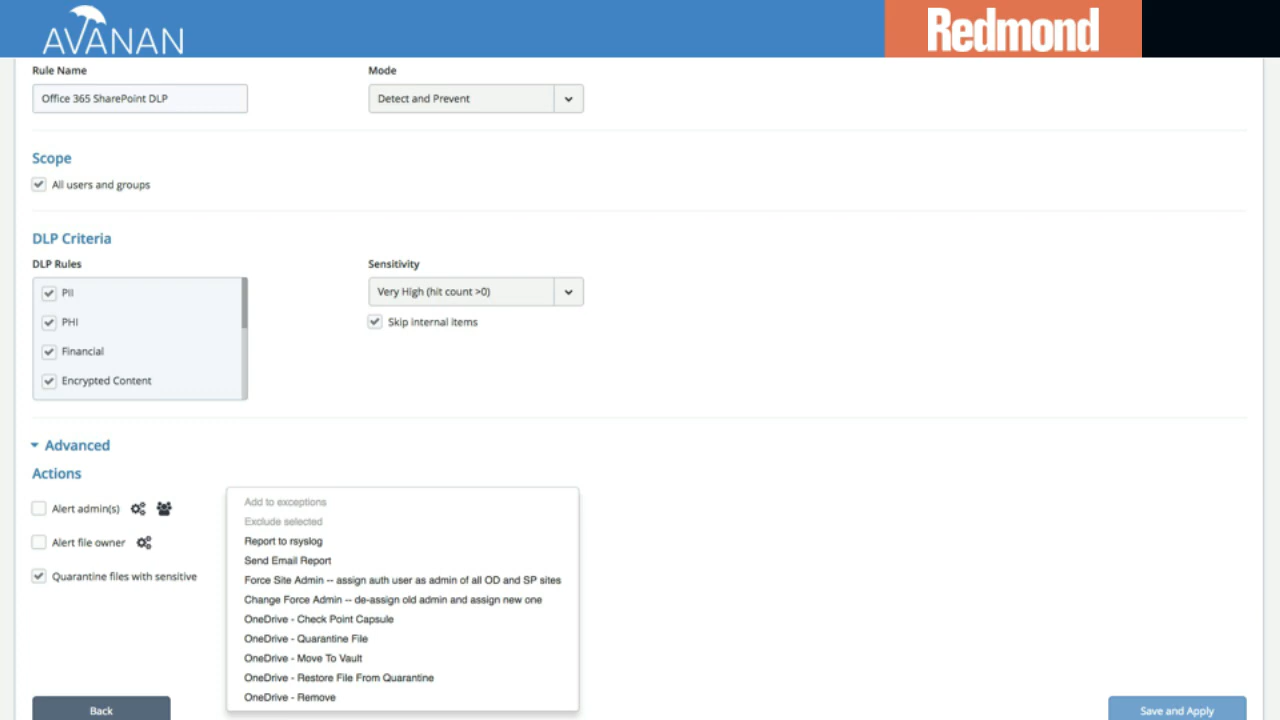 AVANAN
Redmond
Rule Name
Mode
Office 365 SharePoint DLP
Detect and Prevent
Scope
All users and groups
DLP Criteria
DLP Rules
Sensitivity
PII
Very High (hit count >0)
PHI
Skip internal items
Financial
Encrypted Content
Advanced
Actions
Alert admin(s)
Alert file owner
Quarantine files with sensitive
Add to exceptions
Exclude selected
Report to rsyslog
Send Email Report
Force Site Admin -- assign auth user as admin of all OD and SP sites
Change Force Admin -- de-assign old admin and assign new one
OneDrive - Check Point Capsule
OneDrive - Quarantine File
OneDrive - Move To Vault
OneDrive - Restore File From Quarantine
OneDrive - Remove
Back
Save and Apply